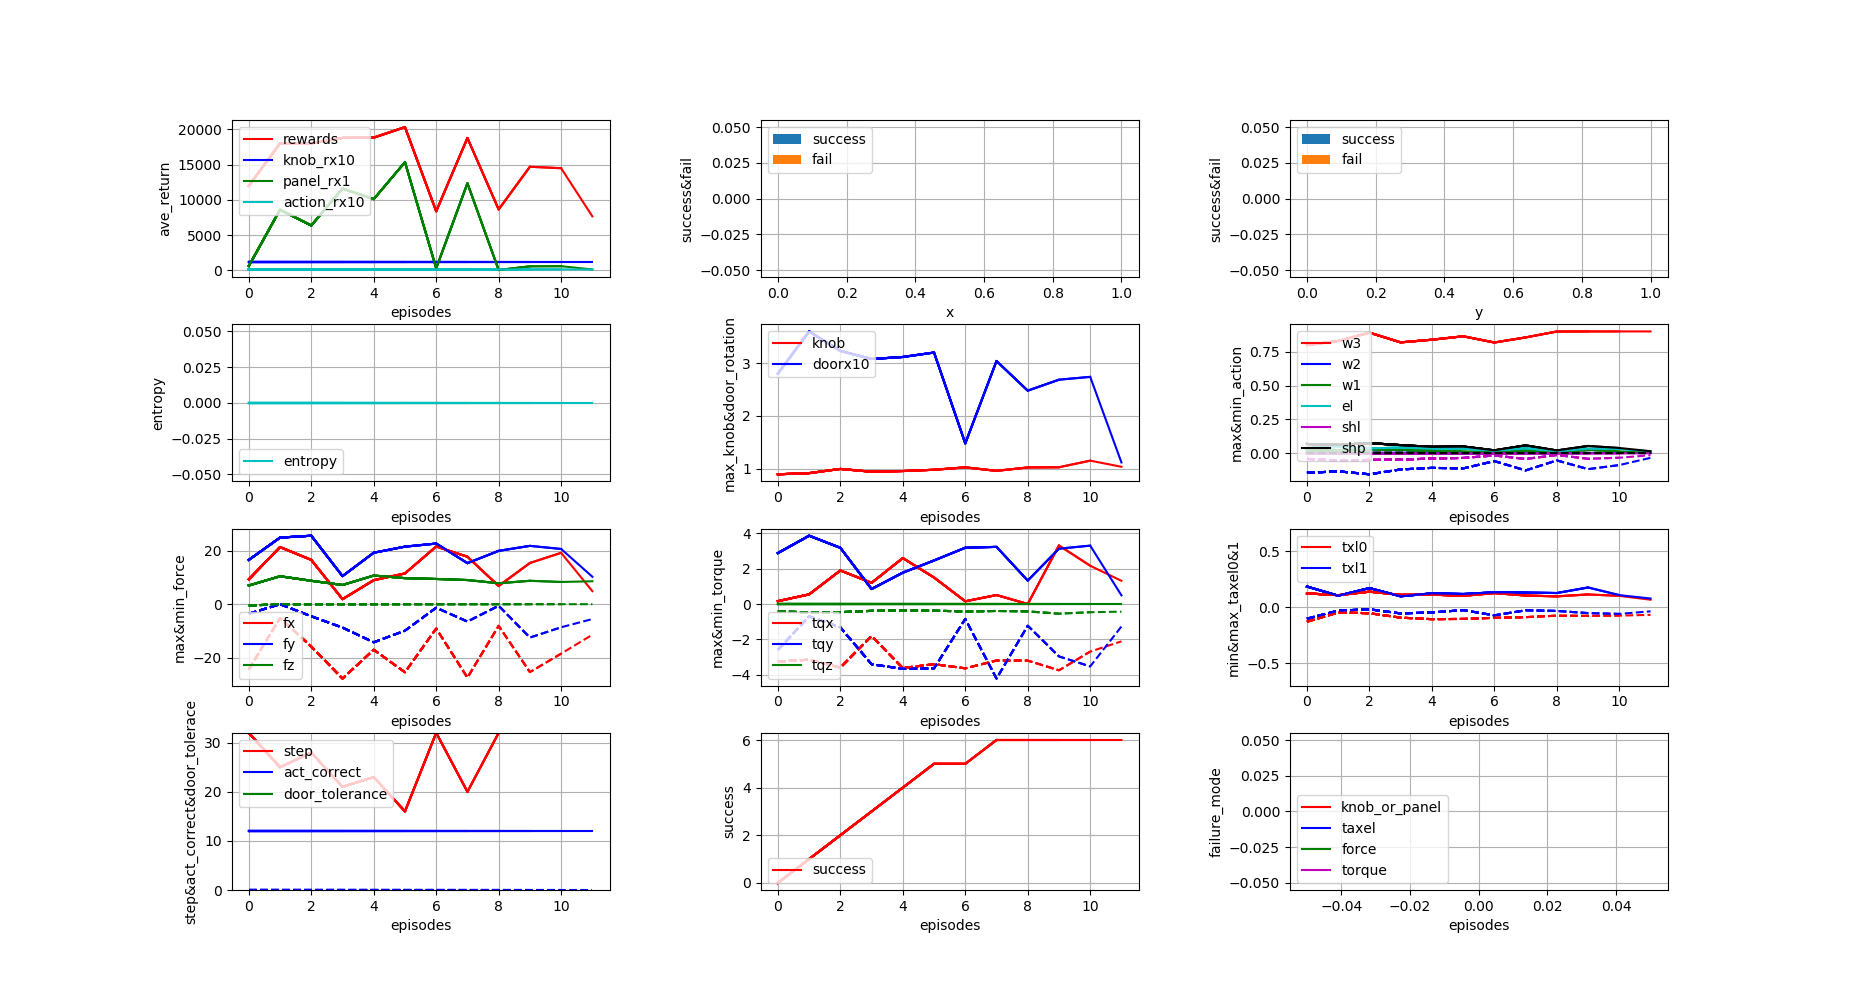 ave_return
20000
15000
10000
5000
0
rewards
knob_rx10
panel_rx1
action_rx10
0 2 4 6 8 10
episodes
success&fail
0.050
0.025
0.000
−0.025
−0.050
success
fail
0.0 0.2 0.4 0.6 0.8 1.0
x
success&fail
0.050
0.025
0.000
−0.025
−0.050
success
fail
0.0 0.2 0.4 0.6 0.8 1.0
y
entropy
0.050
0.025
0.000
−0.025
−0.050
entropy
0 2 4 6 8 10
episodes
max_knob&door_rotation
3
2
1
knob
doorx10
0 2 4 6 8 10
episodes
max&min_action
0.75
0.50
0.25
0.00
w3
w2
w1
el
shl
shp
0 2 4 6 8 10
episodes
max&min_force
20
0
−20
fx
fy
fz
0 2 4 6 8 10
episodes
max&min_torque
4
2
0
−2
−4
tqx
tqy
tqz
0 2 4 6 8 10
episodes
min&max_taxel0&1
0.5
0.0
−0.5
txl0
txl1
0 2 4 6 8 10
episodes
step&act_correct&door_tolerace
30
20
10
0
step
act_correct
door_tolerance
0 2 4 6 8 10
episodes
success
6
4
2
0
success
0 2 4 6 8 10
episodes
failure_mode
0.050
0.025
0.000
−0.025
−0.050
knob_or_panel
taxel
force
torque
−0.04 −0.02 0.00 0.02 0.04
episodes